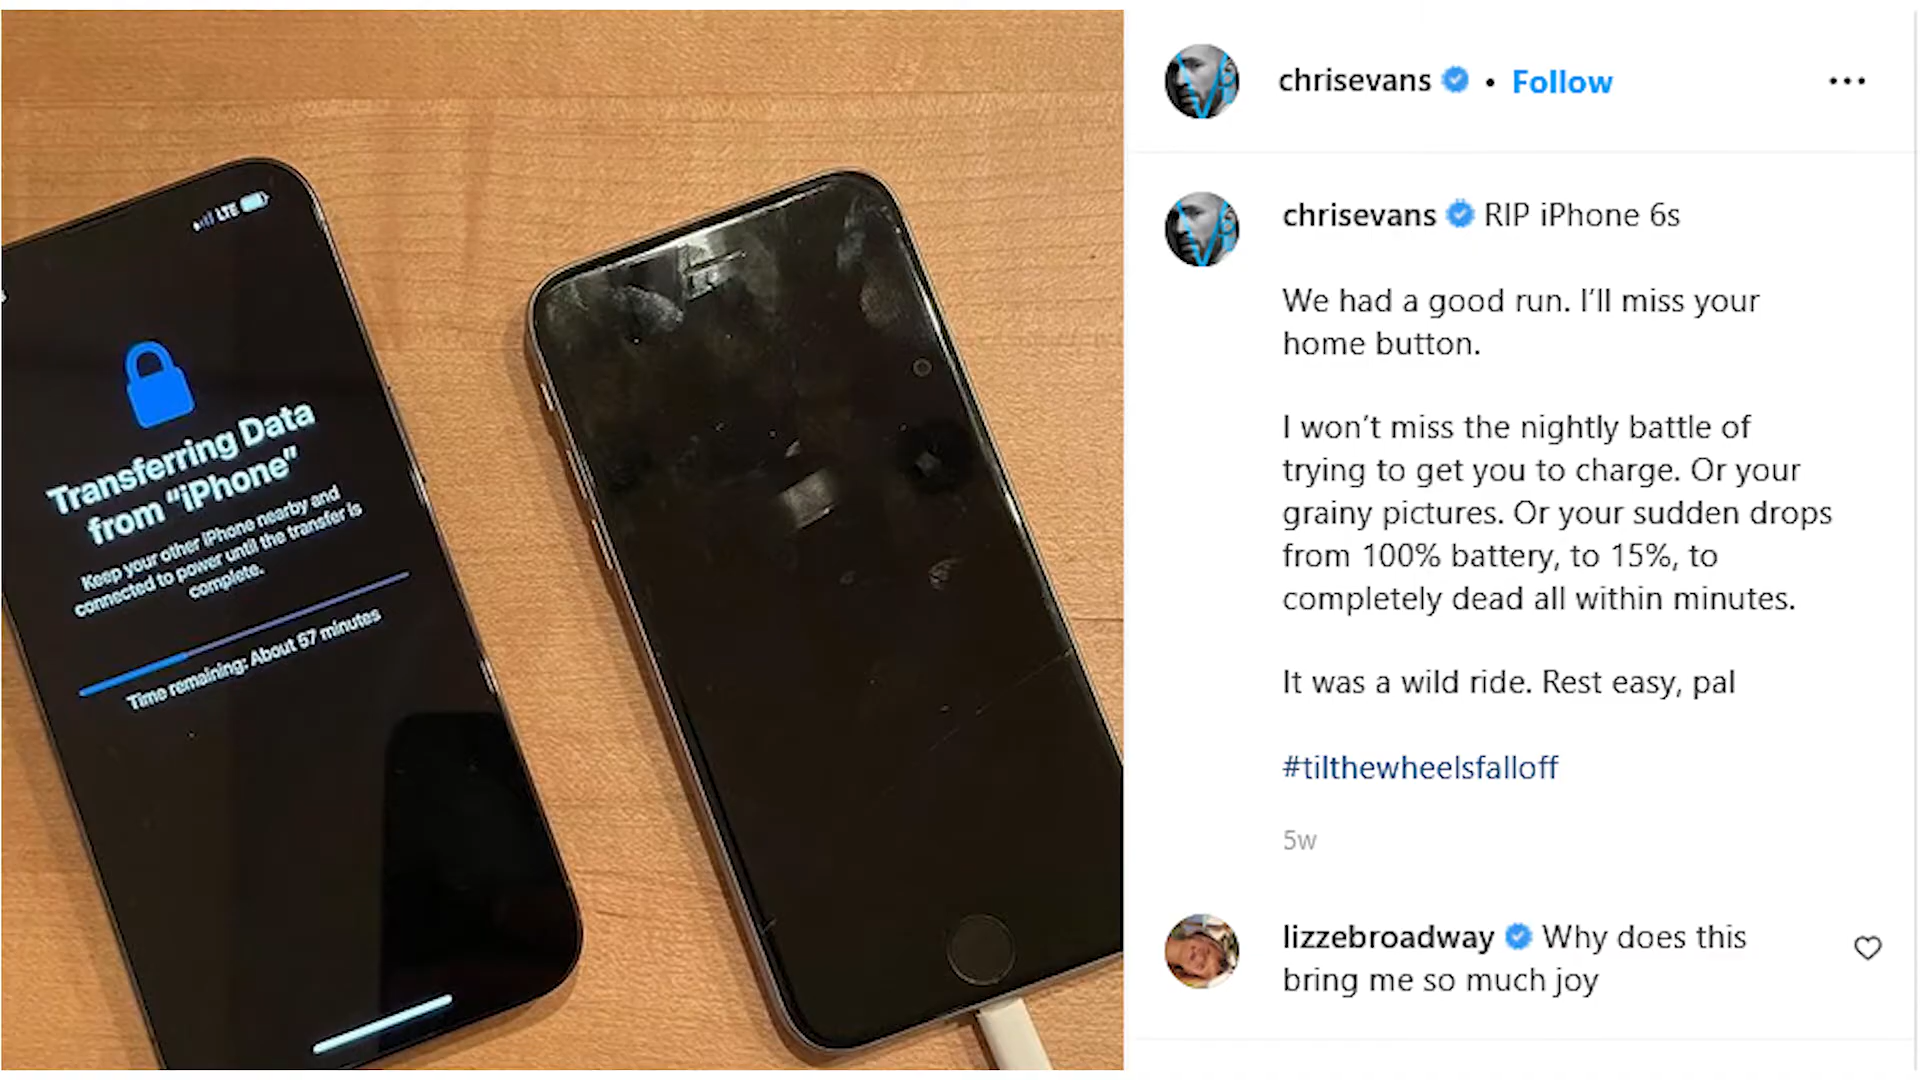 LTE
Transferring Data
from "iPhone"
Keep your other iPhone nearby and
connected to power until the transfer is
complete.
Time remaining: About 57 minutes
chrisevans • Follow
chrisevans RIP iPhone 6s
We had a good run. I'll miss your
home button.
I won't miss the nightly battle of
trying to get you to charge. Or your
grainy pictures. Or your sudden drops
from 100% battery, to 15%, to
completely dead all within minutes.
It was a wild ride. Rest easy, pal
#tilthewheelsfalloff
5w
lizzebroadway Why does this
bring me so much joy